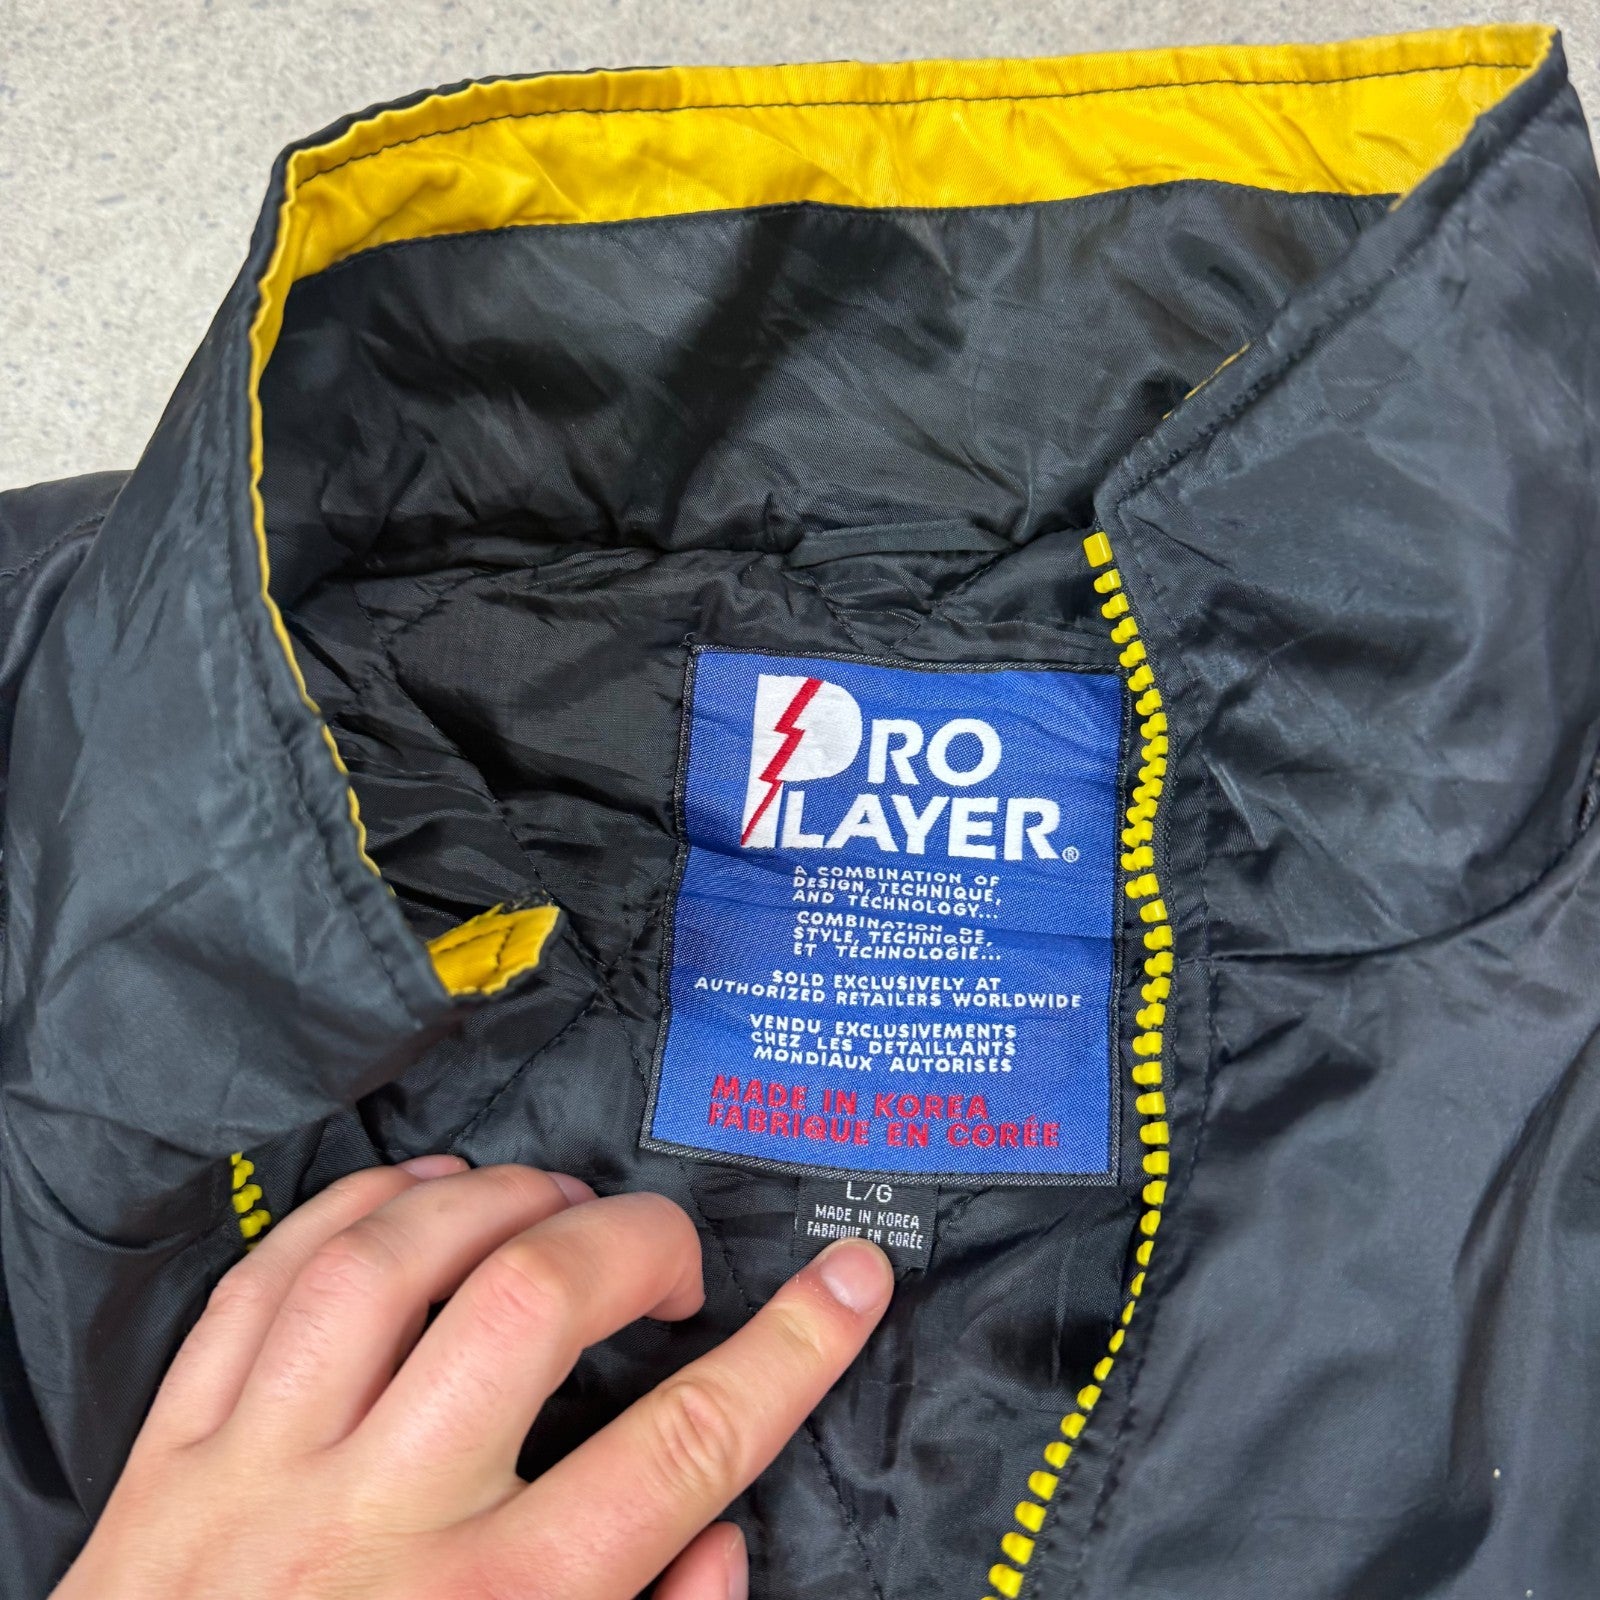 PRO
PLAYER®
A COMBINATION OF
DESIGN, TECHNIQUE,
AND TECHNOLOGY...
COMBINATION DE
STYLE, TECHNIQUE,
ET TECHNOLOGIE...
SOLD EXCLUSIVELY AT
AUTHORIZED RETAILERS WORLDWIDE
VENDU EXCLUSIVEMENTS
CHEZ LES DETAILLANTS
MONDIAUX AUTORISES
MADE IN KOREA
FABRIQUE EN CORÉE
L/G
MADE IN KOREA
FABRIQUE EN CORÉE